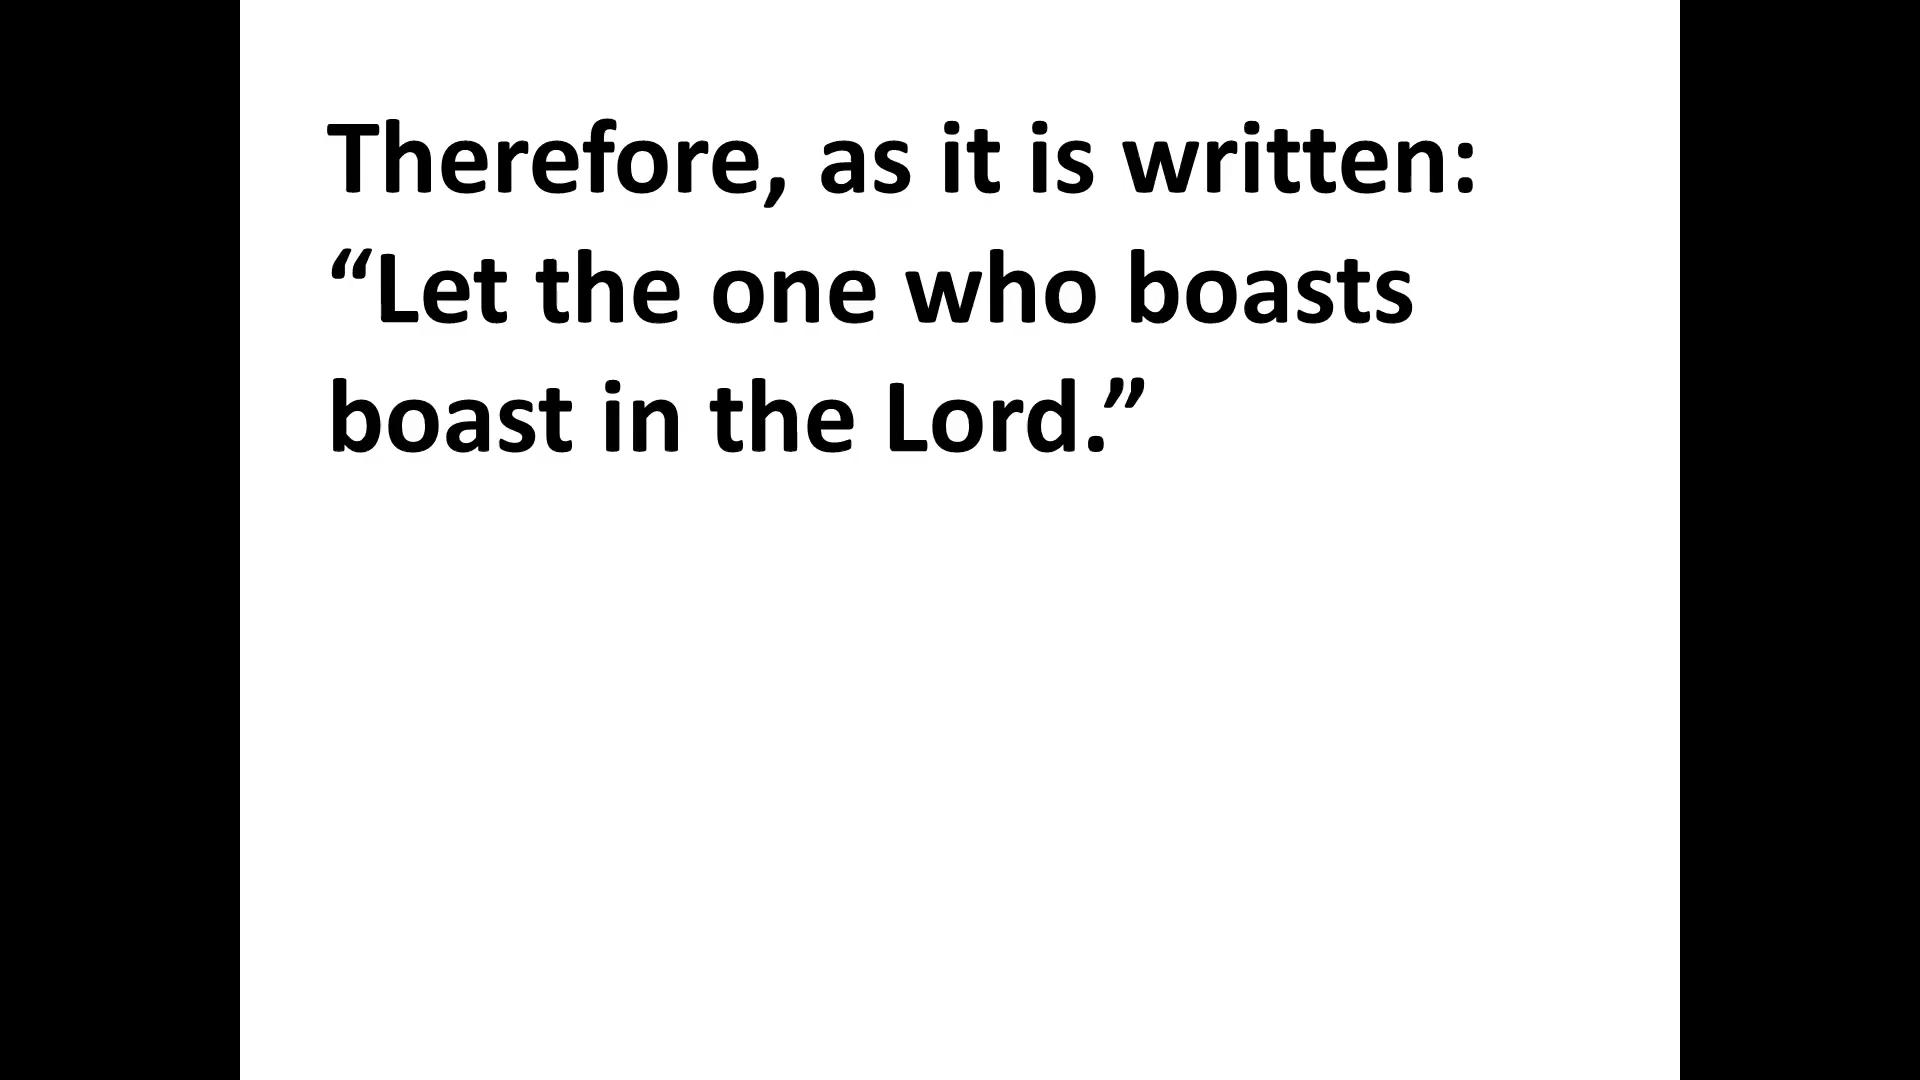 Therefore, as it is written:
“Let the one who boasts
boast in the Lord.”